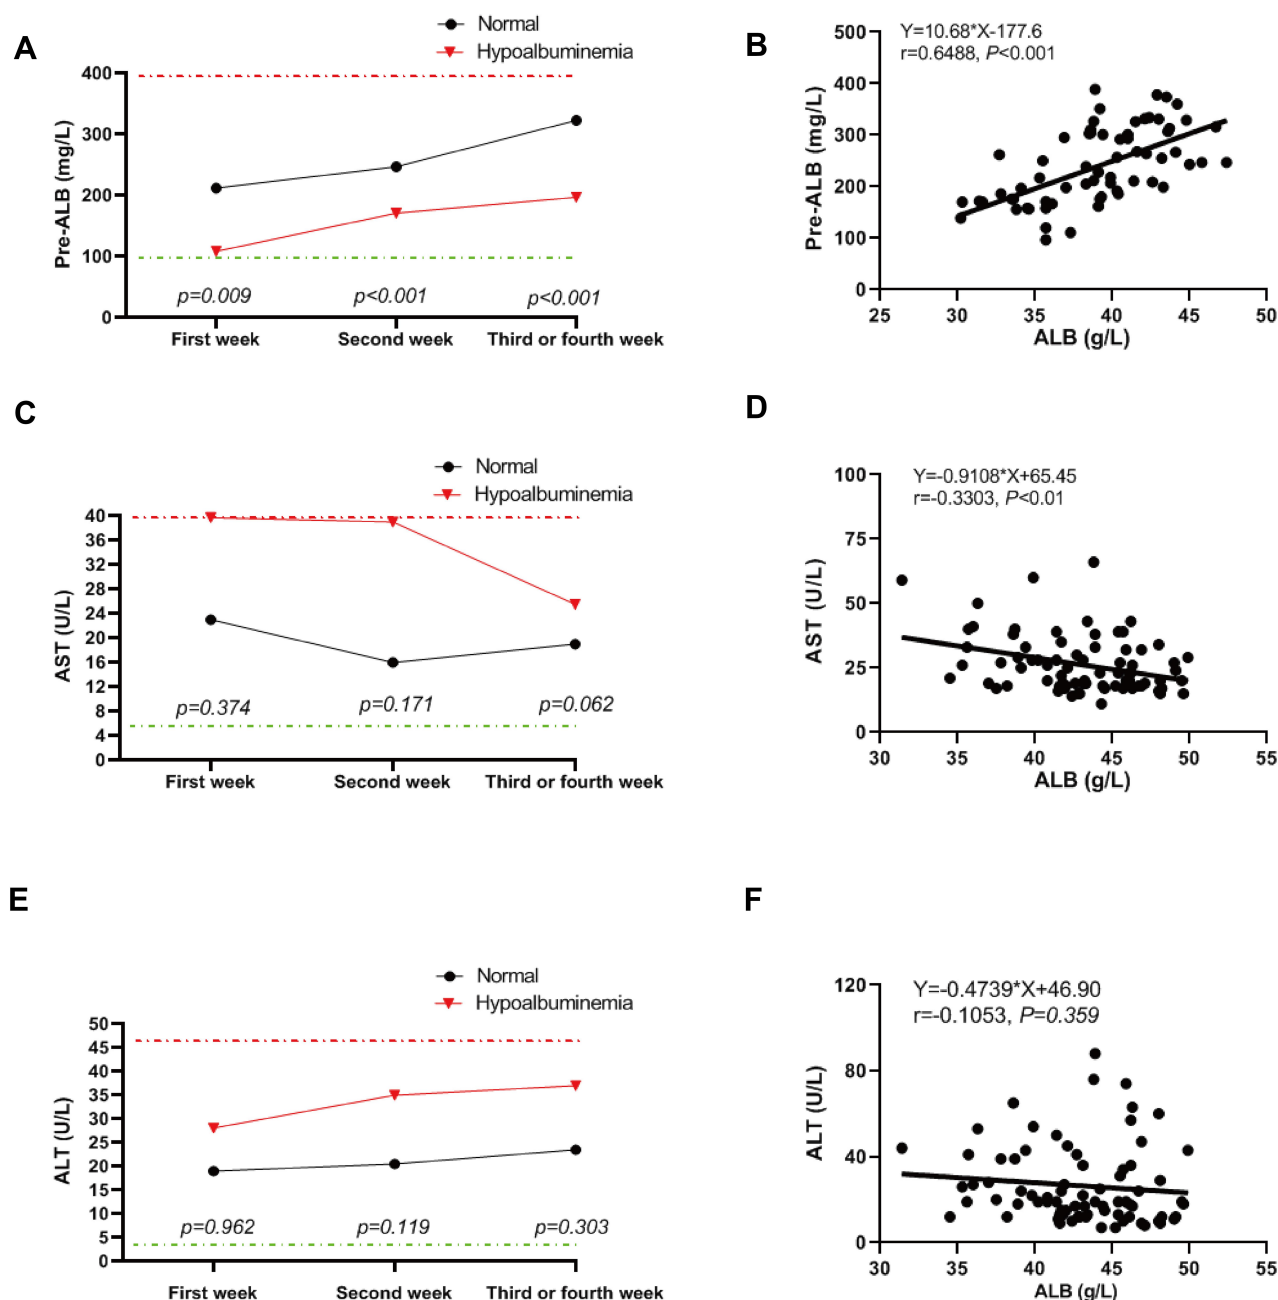 A
Normal
Hypoalbuminemia
Pre-ALB (mg/L)
400
300
200
100
0
p=0.009
p<0.001
p<0.001
First week
Second week
Third or fourth week
B
Y=10.68*X-177.6
r=0.6488, P<0.001
Pre-ALB (mg/L)
500
400
300
200
100
0
25
30
35
40
45
50
ALB (g/L)
C
Normal
Hypoalbuminemia
AST (U/L)
40
36
32
28
24
20
16
12
8
4
0
p=0.374
p=0.171
p=0.062
First week
Second week
Third or fourth week
D
Y=-0.9108*X+65.45
r=-0.3303, P<0.01
AST (U/L)
100
75
50
25
0
30
35
40
45
50
55
ALB (g/L)
E
Normal
Hypoalbuminemia
ALT (U/L)
50
45
40
35
30
25
20
15
10
5
0
p=0.962
p=0.119
p=0.303
First week
Second week
Third or fourth week
F
Y=-0.4739*X+46.90
r=-0.1053, P=0.359
ALT (U/L)
120
80
40
0
30
35
40
45
50
55
ALB (g/L)